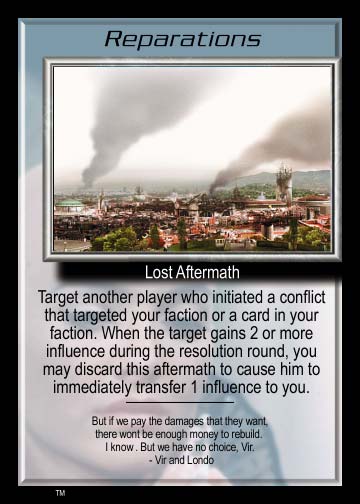 Reparations
Lost Aftermath
Target another player who initiated a conflict
that targeted your faction or a card in your
faction. When the target gains 2 or more
influence during the resolution round, you
may discard this aftermath to cause him to
immediately transfer 1 influence to you.
But if we pay the damages that they want,
there wont be enough money to rebuild.
I know . But we have no choice, Vir.
- Vir and Londo
TM